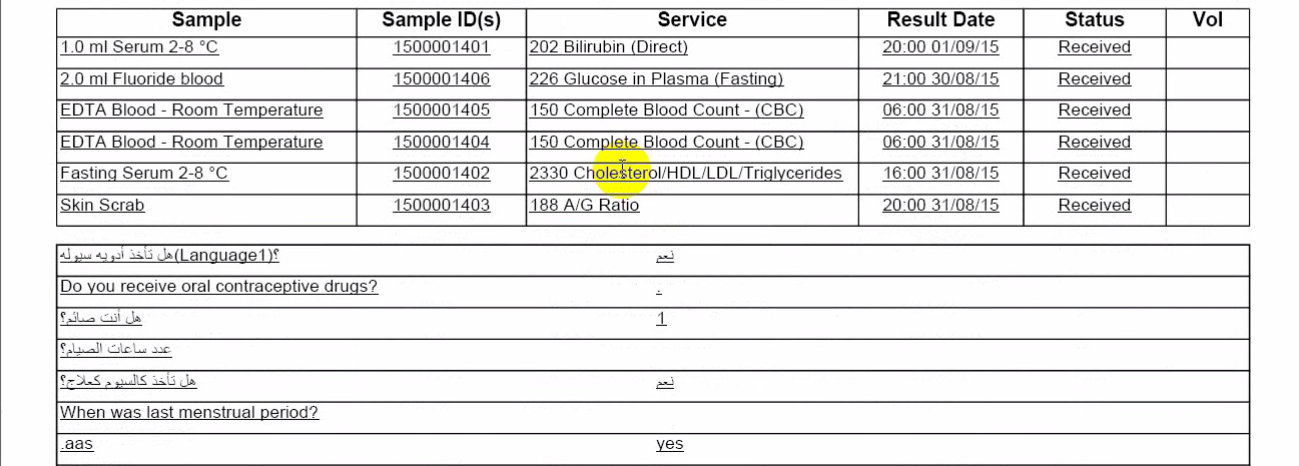 Sample Sample ID(s) Service Result Date Status Vol
1.0 ml Serum 2-8 °C 1500001401 202 Bilirubin (Direct) 20:00 01/09/15 Received
2.0 ml Fluoride blood 1500001406 226 Glucose in Plasma (Fasting) 21:00 30/08/15 Received
EDTA Blood - Room Temperature 1500001405 150 Complete Blood Count - (CBC) 06:00 31/08/15 Received
EDTA Blood - Room Temperature 1500001404 150 Complete Blood Count - (CBC) 06:00 31/08/15 Received
Fasting Serum 2-8 °C 1500001402 2330 Cholesterol/HDL/LDL/Triglycerides 16:00 31/08/15 Received
Skin Scrab 1500001403 188 A/G Ratio 20:00 31/08/15 Received
هل تأخذ أدويه سيوله(Language1)؟ نعم
Do you receive oral contraceptive drugs? .
هل أنت صائم؟ 1
عدد ساعات الصيام؟
هل تأخذ كالسيوم كعلاج؟ نعم
When was last menstrual period?
.aas yes